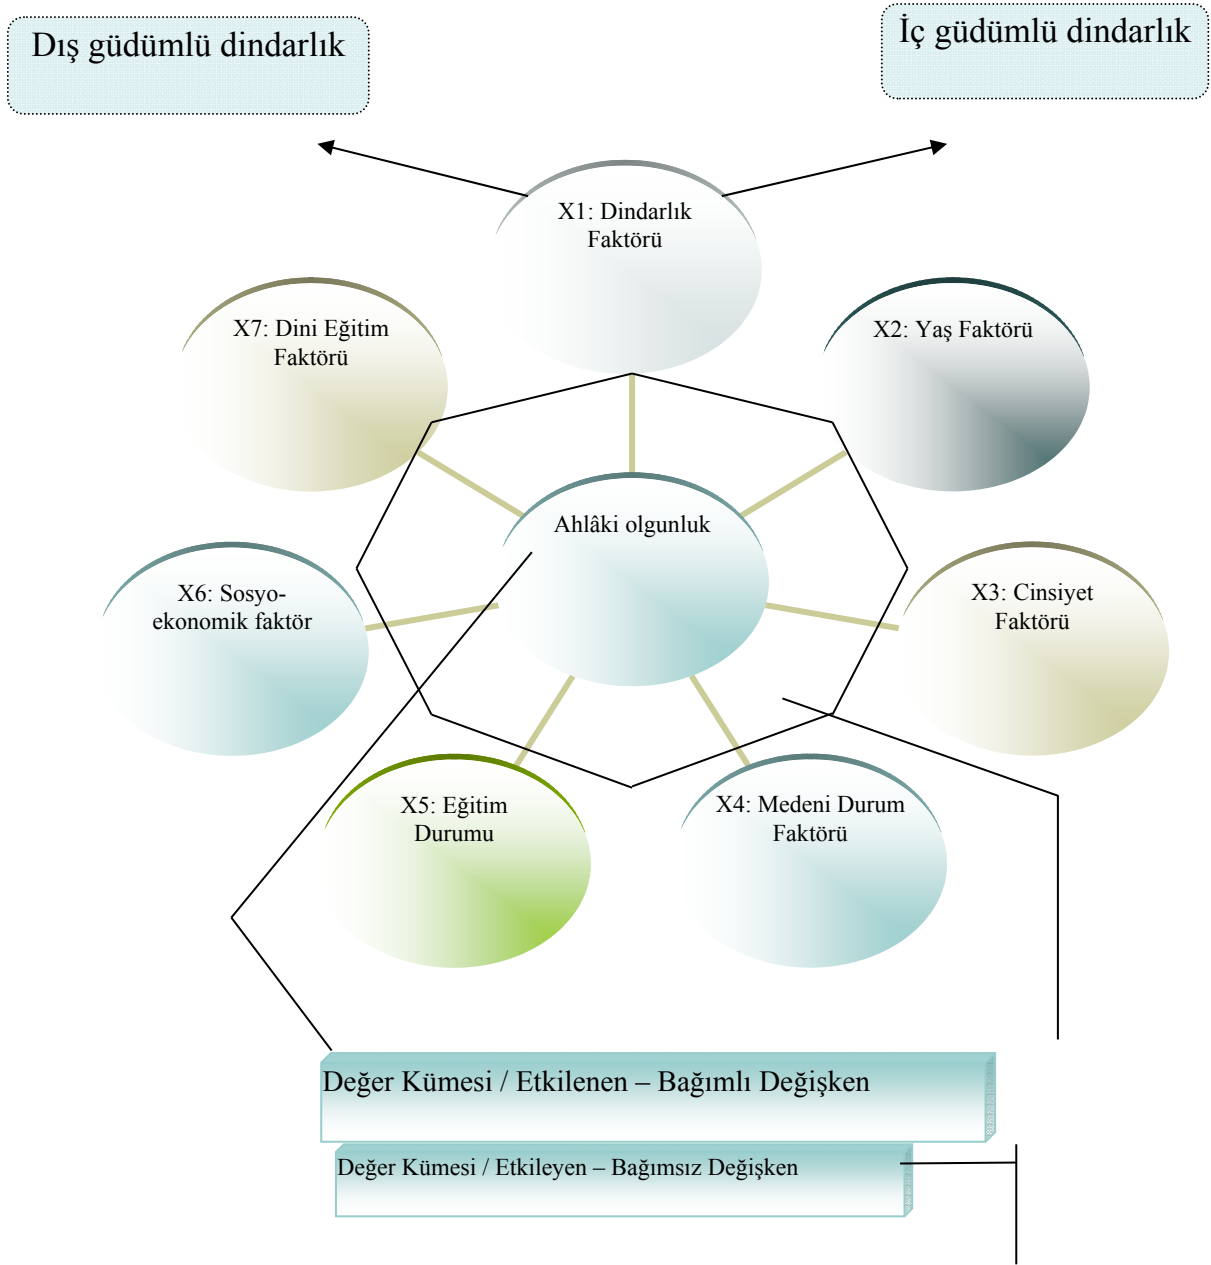 Dış güdümlü dindarlık
İç güdümlü dindarlık
X1: Dindarlık
Faktörü
X7: Dini Eğitim
Faktörü
X2: Yaş Faktörü
Ahlâki olgunluk
X6: Sosyo-
ekonomik faktör
X3: Cinsiyet
Faktörü
X5: Eğitim
Durumu
X4: Medeni Durum
Faktörü
Değer Kümesi / Etkilenen – Bağımlı Değişken
Değer Kümesi / Etkileyen – Bağımsız Değişken